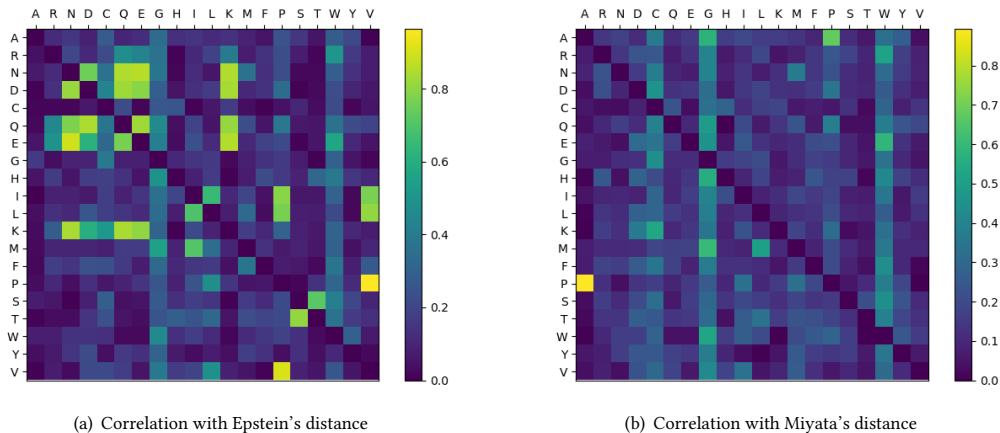 A R N D C Q E G H I L K M F P S T W Y V
A R N D C Q E G H I L K M F P S T W Y V
A
R
N
D
C
Q
E
G
H
I
L
K
M
F
P
S
T
W
Y
V
0.8
0.6
0.4
0.2
0.0
A
R
N
D
C
Q
E
G
H
I
L
K
M
F
P
S
T
W
Y
V
0.8
0.7
0.6
0.5
0.4
0.3
0.2
0.1
0.0
(a) Correlation with Epstein's distance
(b) Correlation with Miyata's distance